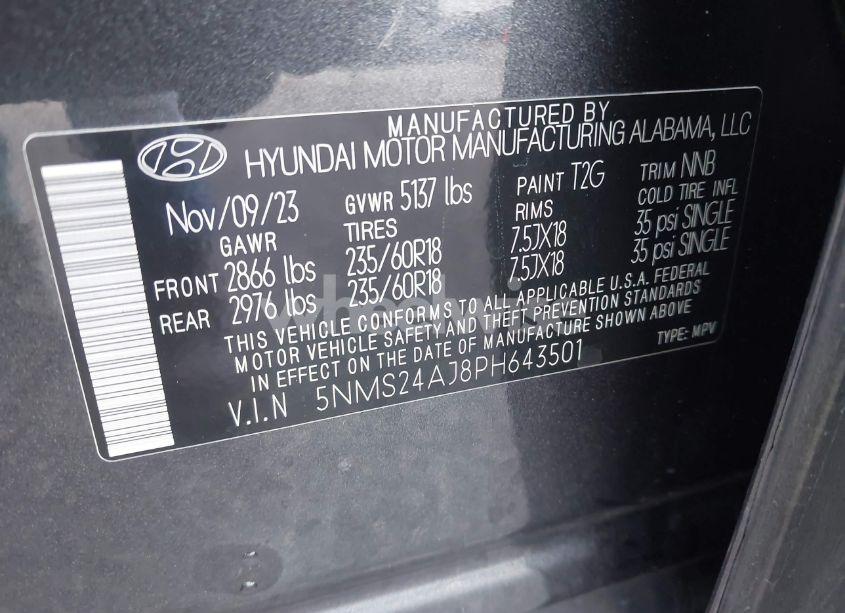 MANUFACTURED BY
HYUNDAI MOTOR MANUFACTURING ALABAMA, LLC
Nov/09/23 GVWR 5137 lbs PAINT T2G TRIM NNB
GAWR TIRES RIMS COLD TIRE INFL
FRONT 2866 lbs 235/60R18 7.5JX18 35 psi SINGLE
REAR 2976 lbs 235/60R18 7.5JX18 35 psi SINGLE
THIS VEHICLE CONFORMS TO ALL APPLICABLE U.S.A. FEDERAL
MOTOR VEHICLE SAFETY AND THEFT PREVENTION STANDARDS
IN EFFECT ON THE DATE OF MANUFACTURE SHOWN ABOVE
TYPE: MPV
V.I.N 5NMS24AJ8PH643501